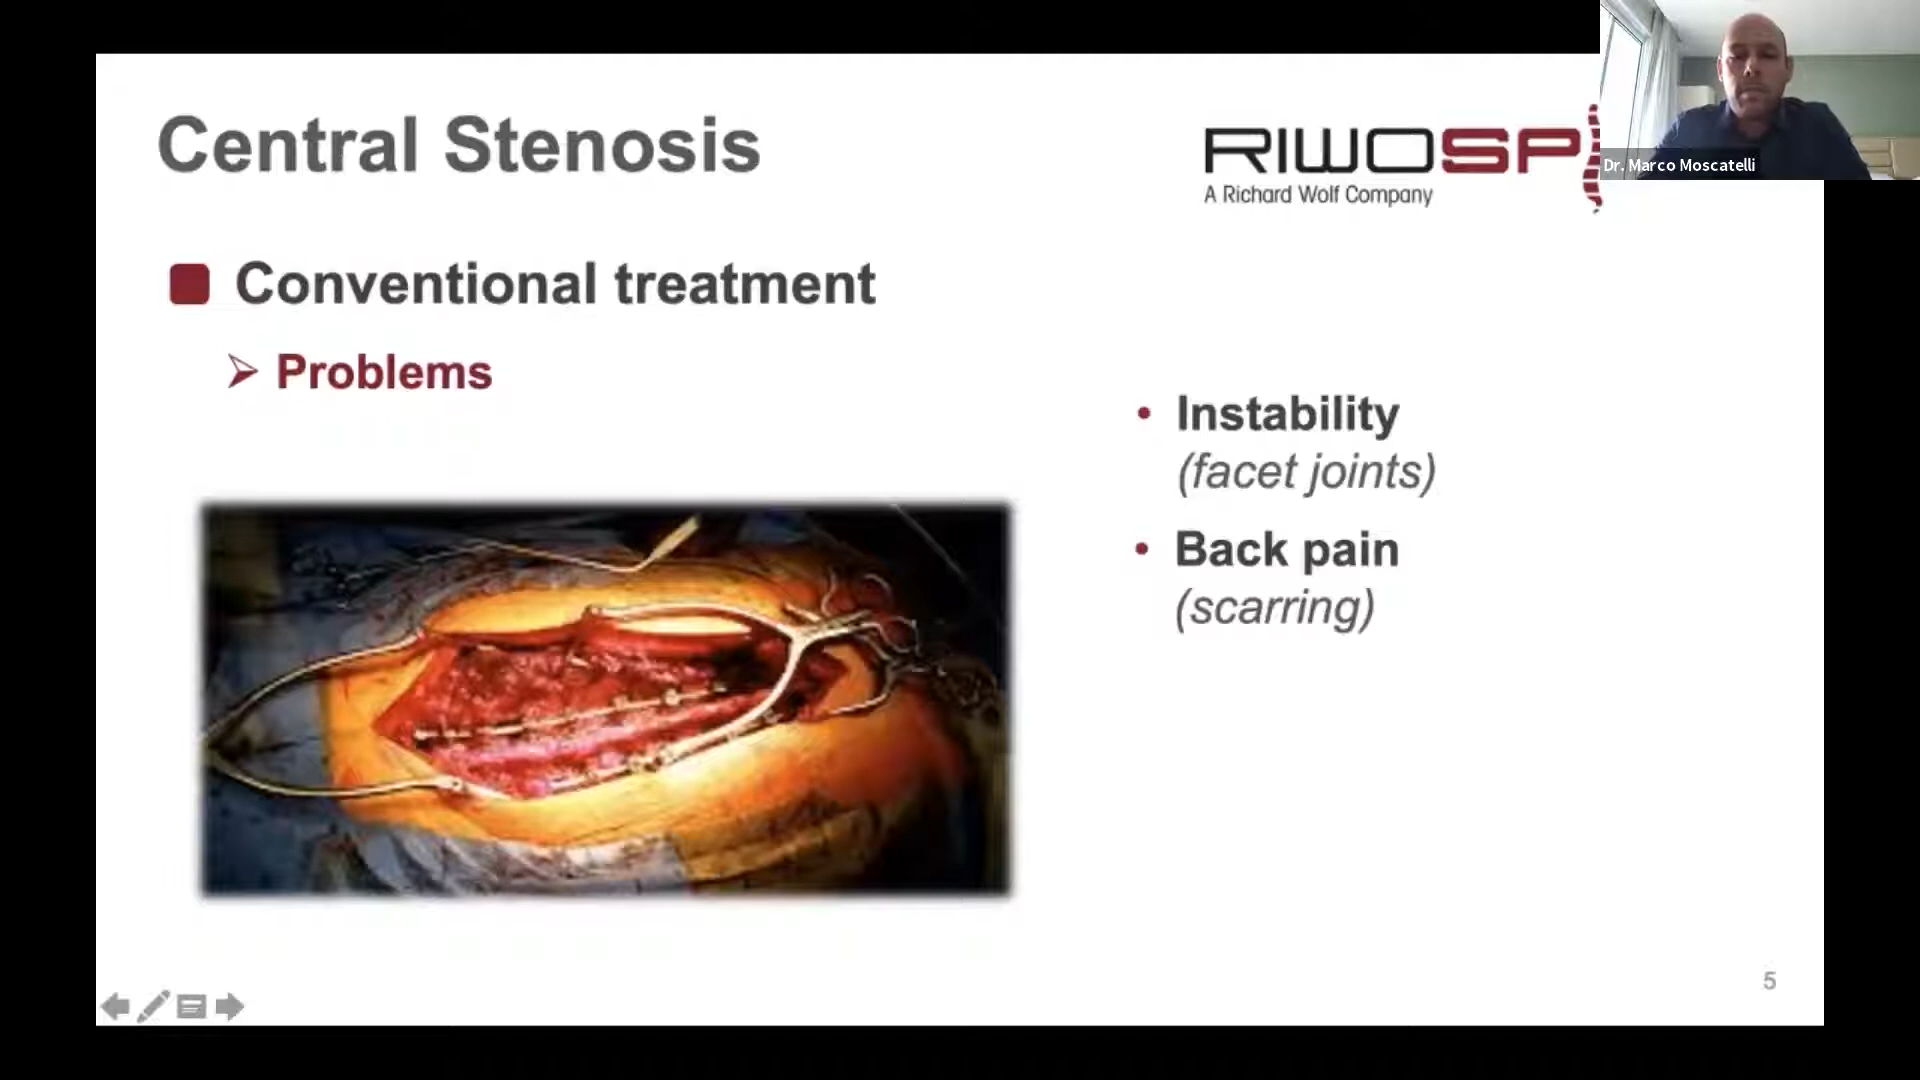 Central Stenosis
RIWOSP
A Richard Wolf Company
Dr. Marco Moscatelli
Conventional treatment
Problems
Instability
(facet joints)
Back pain
(scarring)
5